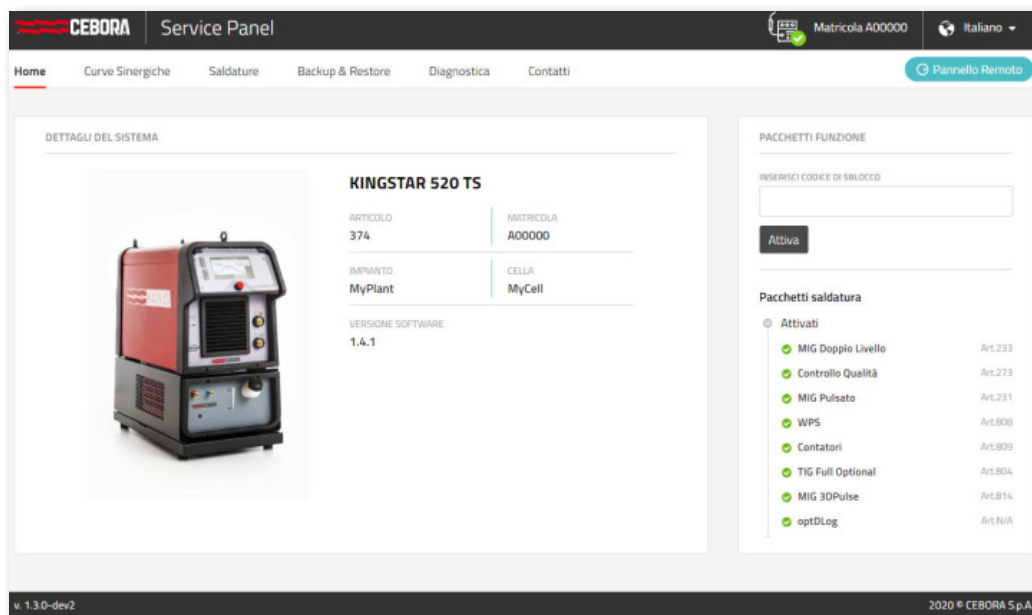 CEBORA Service Panel Matricola A00000 Italiano
Home Curve Sinergiche Saldature Backup & Restore Diagnostica Contatti Pannello Remoto
DETTAGLI DEL SISTEMA
KINGSTAR 520 TS
ARTICOLO MATRICOLA
374 A00000
IMPIANTO CELLA
MyPlant MyCell
VERSIONE SOFTWARE
1.4.1
PACCHETTI FUNZIONE
INSERISCI CODICE DI SBLOCCO
Attiva
Pacchetti saldatura
Attivati
MIG Doppio Livello Art.233
Controllo Qualità Art.273
MIG Pulsato Art.231
WPS Art.808
Contatori Art.809
TIG Full Optional Art.804
MIG 3DPulse Art.814
optDLog Art.N/A
v. 1.3.0-dev2 2020 © CEBORA S.p.A